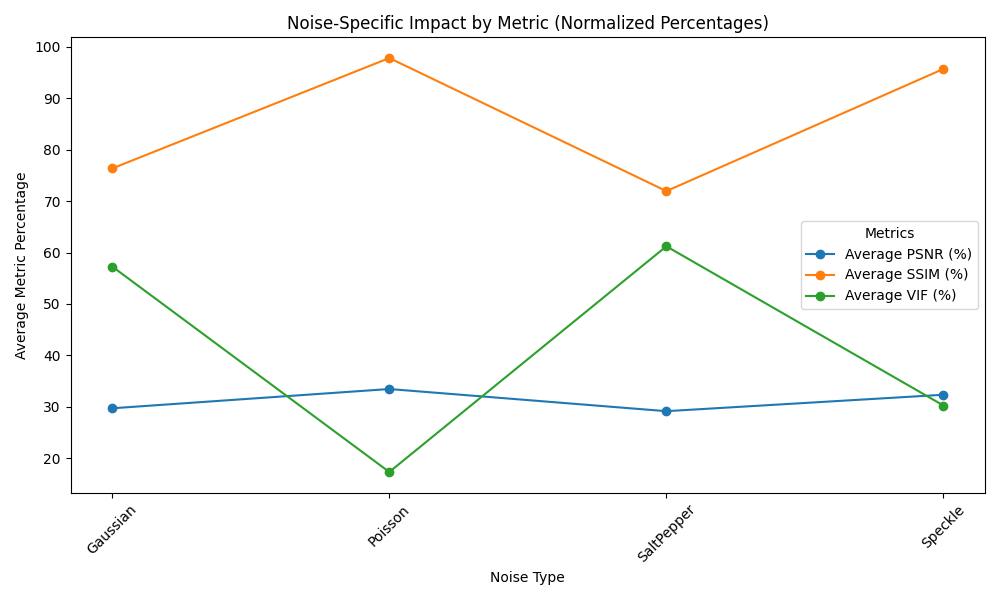 Noise-Specific Impact by Metric (Normalized Percentages)
Average Metric Percentage
100
90
80
70
60
50
40
30
20
Metrics
Average PSNR (%)
Average SSIM (%)
Average VIF (%)
Gaussian
Poisson
SaltPepper
Speckle
Noise Type